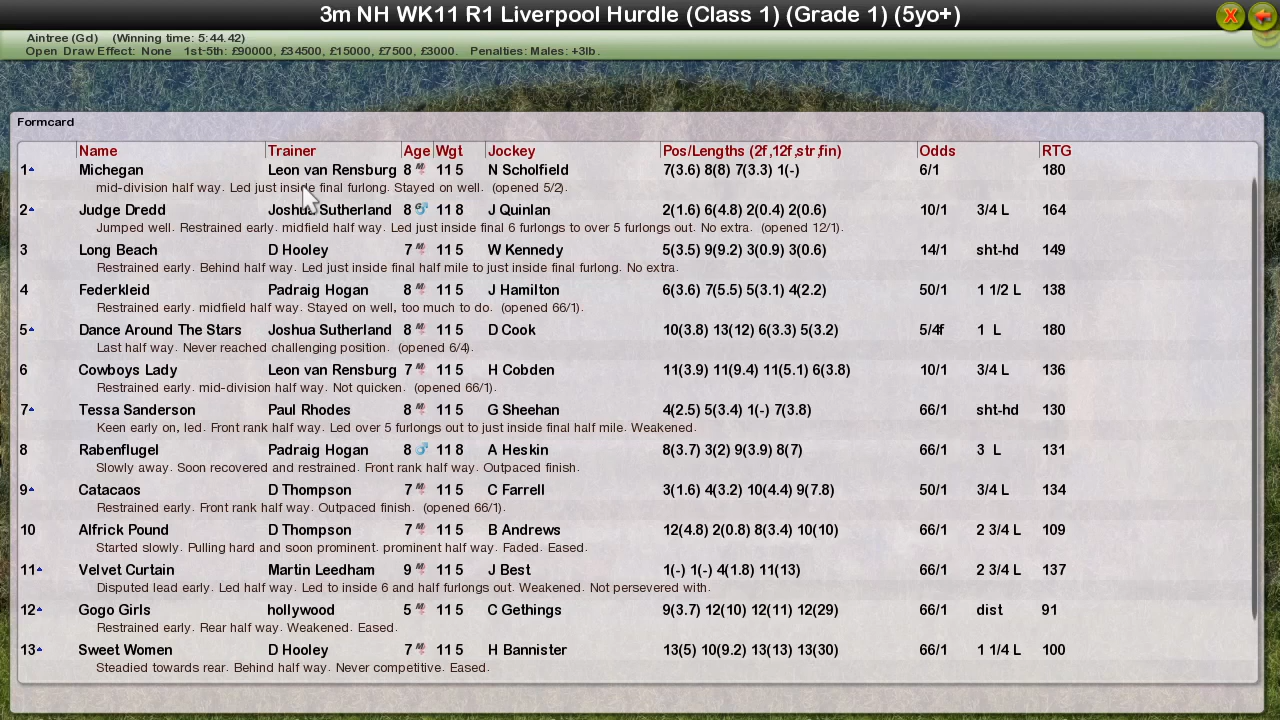 3m NH WK11 R1 Liverpool Hurdle (Class 1) (Grade 1) (5yo+)
X
Aintree (Gd) (Winning time: 5:44.42)
Open Draw Effect: None 1st-5th: £90000, £34500, £15000, £7500, £3000. Penalties: Males: +3lb.
Formcard
Name Trainer Age Wgt Jockey Pos/Lengths (2f,12f,str,fin) Odds RTG
1 Michegan Leon van Rensburg 8 M 11 5 N Scholfield 7(3.6) 8(8) 7(3.3) 1(-) 6/1 180
mid-division half way. Led just inside final furlong. Stayed on well. (opened 5/2).
2 Judge Dredd Joshua Sutherland 8 11 8 J Quinlan 2(1.6) 6(4.8) 2(0.4) 2(0.6) 10/1 3/4 L 164
Jumped well. Restrained early. midfield half way. Led just inside final 6 furlongs to over 5 furlongs out. No extra. (opened 12/1).
3 Long Beach D Hooley 7 M 11 5 W Kennedy 5(3.5) 9(9.2) 3(0.9) 3(0.6) 14/1 sht-hd 149
Restrained early. Behind half way. Led just inside final half mile to just inside final furlong. No extra.
4 Federkleid Padraig Hogan 8 M 11 5 J Hamilton 6(3.6) 7(5.5) 5(3.1) 4(2.2) 50/1 1 1/2 L 138
Restrained early. midfield half way. Stayed on well, too much to do. (opened 66/1).
5 Dance Around The Stars Joshua Sutherland 8 M 11 5 D Cook 10(3.8) 13(12) 6(3.3) 5(3.2) 5/4f 1 L 180
Last half way. Never reached challenging position. (opened 6/4).
6 Cowboys Lady Leon van Rensburg 7 M 11 5 H Cobden 11(3.9) 11(9.4) 11(5.1) 6(3.8) 10/1 3/4 L 136
Restrained early. mid-division half way. Not quicken. (opened 66/1).
7 Tessa Sanderson Paul Rhodes 8 M 11 5 G Sheehan 4(2.5) 5(3.4) 1(-) 7(3.8) 66/1 sht-hd 130
Keen early on, led. Front rank half way. Led over 5 furlongs out to just inside final half mile. Weakened.
8 Rabenflugel Padraig Hogan 8 11 8 A Heskin 8(3.7) 3(2) 9(3.9) 8(7) 66/1 3 L 131
Slowly away. Soon recovered and restrained. Front rank half way. Outpaced finish.
9 Catacaos D Thompson 7 M 11 5 C Farrell 3(1.6) 4(3.2) 10(4.4) 9(7.8) 50/1 3/4 L 134
Restrained early. Front rank half way. Outpaced finish. (opened 66/1).
10 Alfrick Pound D Thompson 7 M 11 5 B Andrews 12(4.8) 2(0.8) 8(3.4) 10(10) 66/1 2 3/4 L 109
Started slowly. Pulling hard and soon prominent. prominent half way. Faded. Eased.
11 Velvet Curtain Martin Leedham 9 M 11 5 J Best 1(-) 1(-) 4(1.8) 11(13) 66/1 2 3/4 L 137
Disputed lead early. Led half way. Led to inside 6 and half furlongs out. Weakened. Not persevered with.
12 Gogo Girls hollywood 5 M 11 5 C Gethings 9(3.7) 12(10) 12(11) 12(29) 66/1 dist 91
Restrained early. Rear half way. Weakened. Eased.
13 Sweet Women D Hooley 7 M 11 5 H Bannister 13(5) 10(9.2) 13(13) 13(30) 66/1 1 1/4 L 100
Steadied towards rear. Behind half way. Never competitive. Eased.